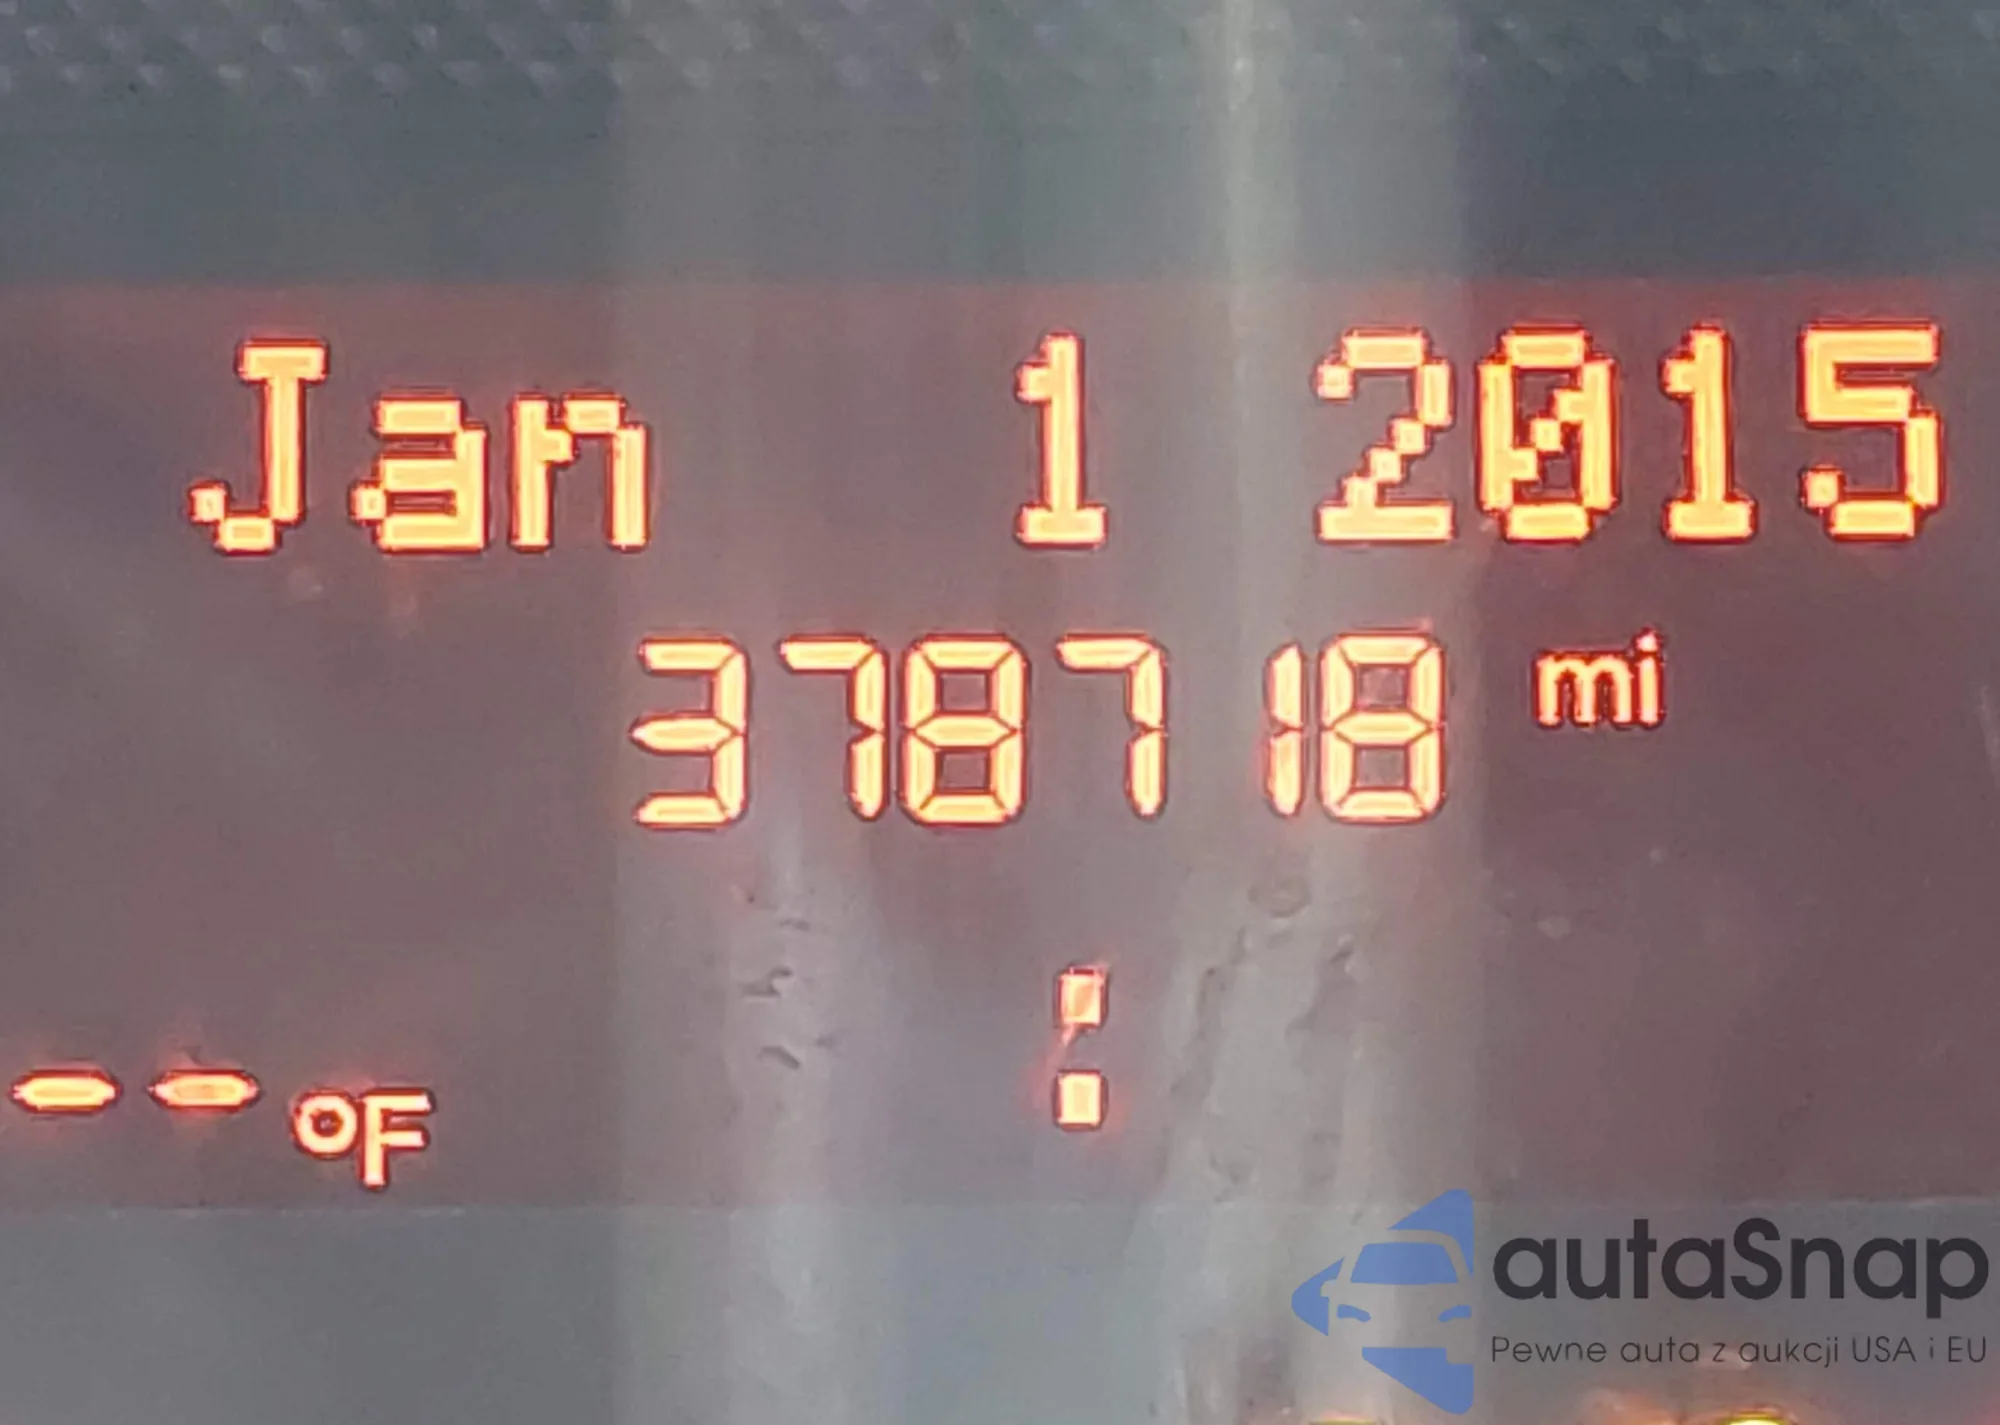 Jan 1 2015
378718 mi
-- °F :
autaSnap
Pewne auta z aukcji USA i EU